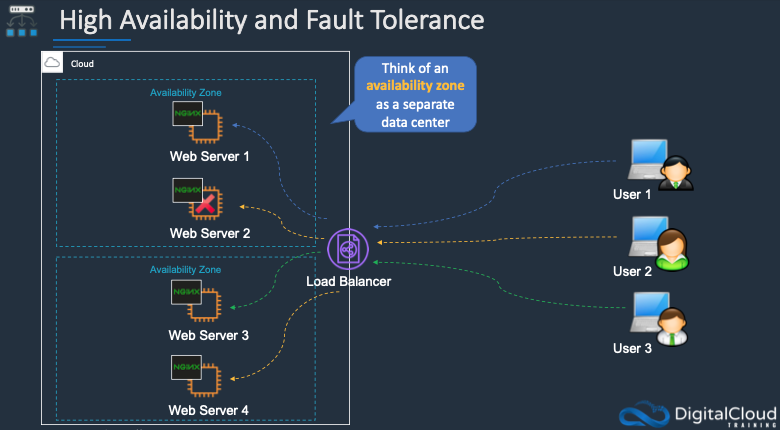 High Availability and Fault Tolerance
Cloud
Think of an
availability zone
as a separate
data center
Availability Zone
NGINX
Web Server 1
NGINX
Web Server 2
Availability Zone
NGINX
Web Server 3
NGINX
Web Server 4
Load Balancer
User 1
User 2
User 3
DigitalCloud
TRAINING